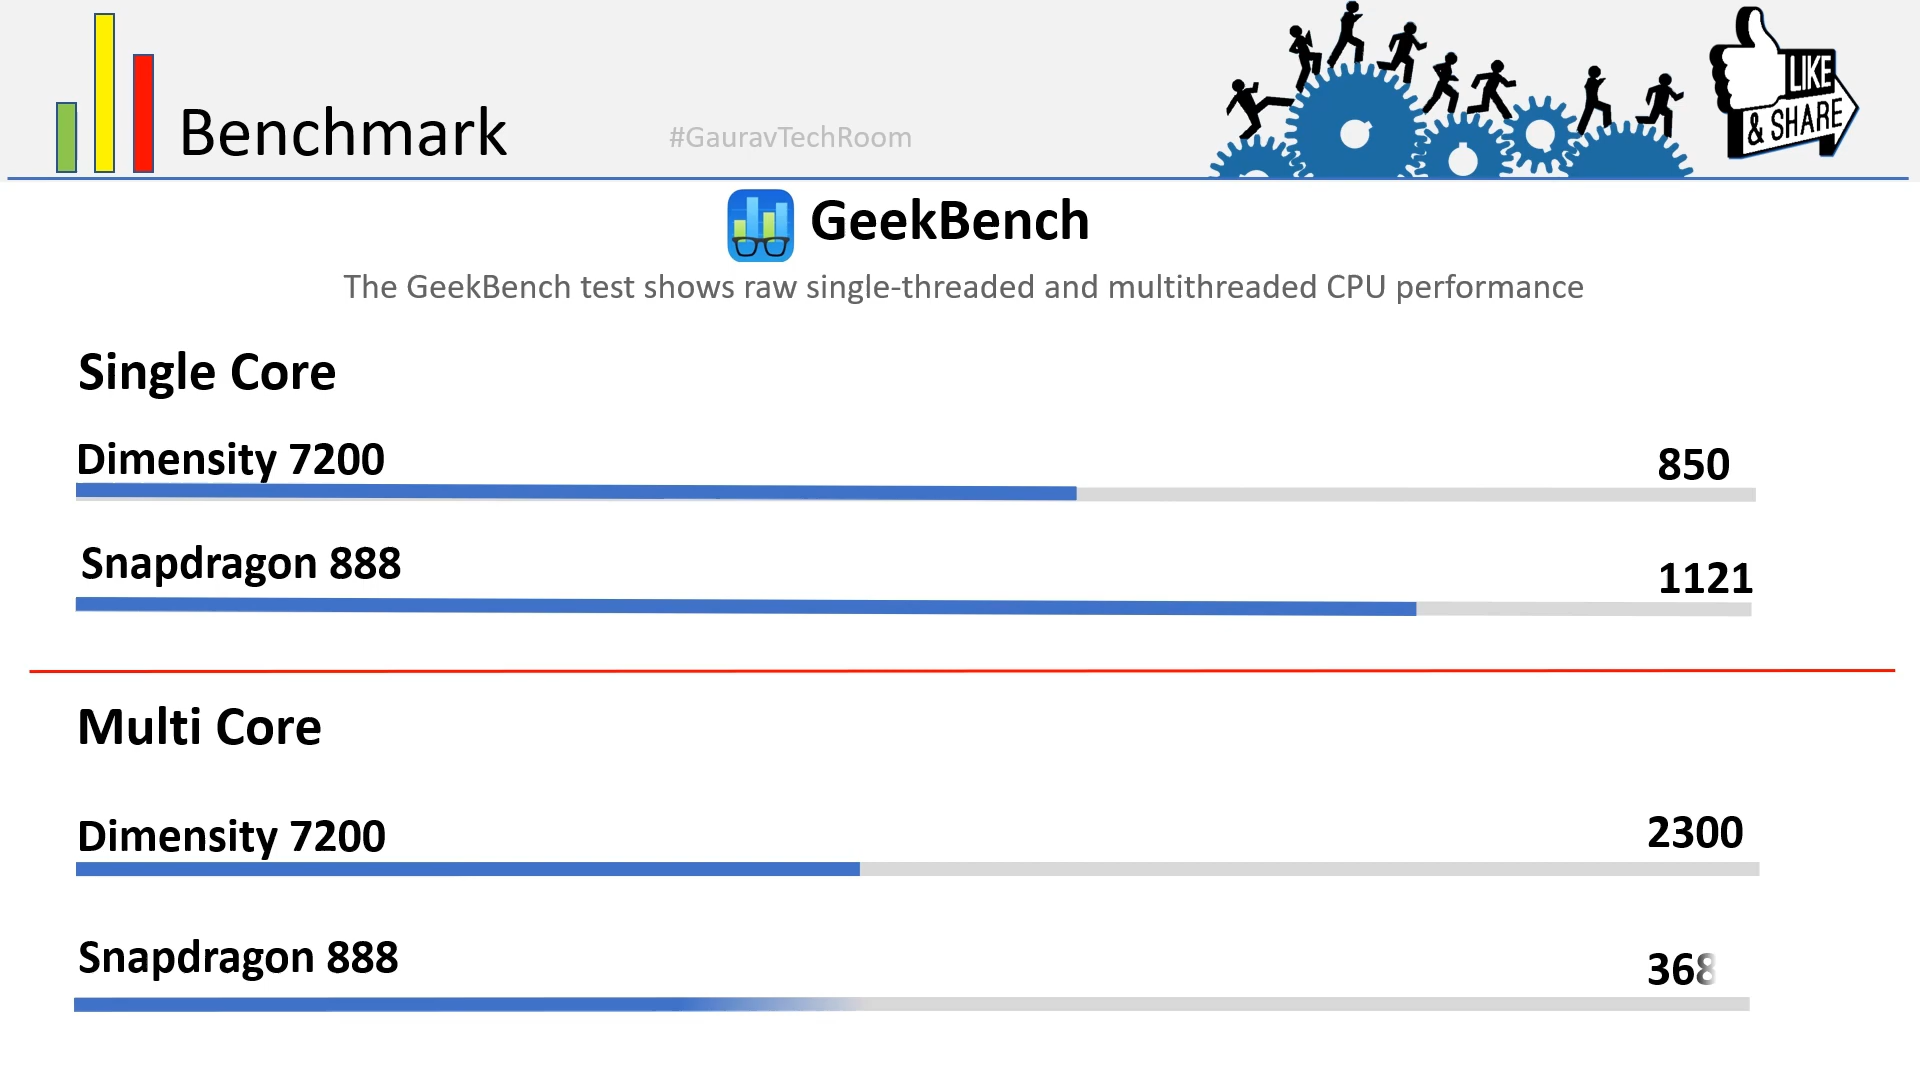 Benchmark
#GauravTechRoom
LIKE
& SHARE
GeekBench
The GeekBench test shows raw single-threaded and multithreaded CPU performance
Single Core
Dimensity 7200
850
Snapdragon 888
1121
Multi Core
Dimensity 7200
2300
Snapdragon 888